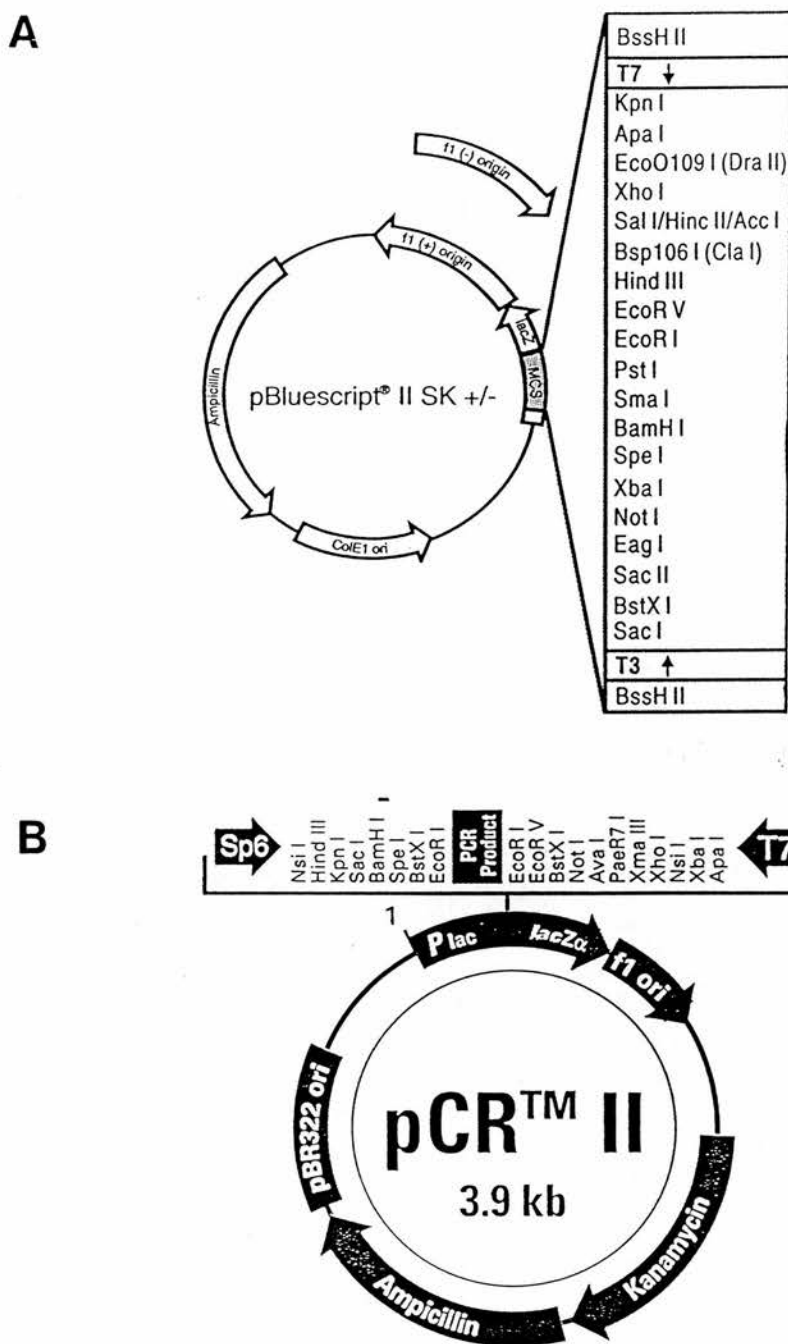 A
BssH II
T7 ↓
Kpn I
Apa I
EcoO109 I (Dra II)
Xho I
Sal I/Hinc II/Acc I
Bsp106 I (Cla I)
Hind III
EcoR V
EcoR I
Pst I
Sma I
BamH I
Spe I
Xba I
Not I
Eag I
Sac II
BstX I
Sac I
T3 ↑
BssH II
f1 (-) origin
f1 (+) origin
lacZ
MCS
Ampicillin
pBluescript® II SK +/-
ColE1 ori
B
Sp6
Nsi I
Hind III
Kpn I
Sac I
BamH I
Spe I
BstX I
EcoR I
PCR
Product
EcoR I
EcoR V
BstX I
Not I
Ava I
PaeR7 I
Xma III
Xho I
Nsi I
Xba I
Apa I
T7
1
P lac
lacZα
f1 ori
pBR322 ori
pCR™ II
3.9 kb
Kanamycin
Ampicillin